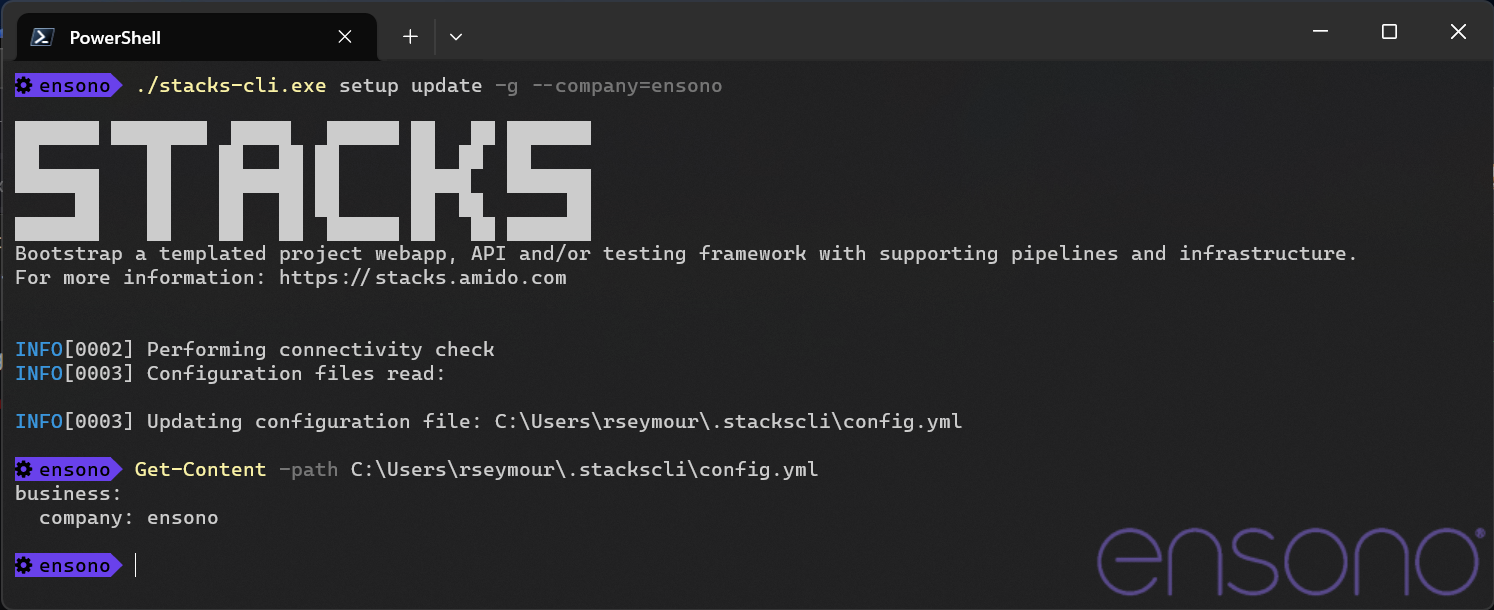 PowerShell
ensono ./stacks-cli.exe setup update -g --company=ensono
STACKS
Bootstrap a templated project webapp, API and/or testing framework with supporting pipelines and infrastructure.
For more information: https://stacks.amido.com
INFO[0002] Performing connectivity check
INFO[0003] Configuration files read:
INFO[0003] Updating configuration file: C:\Users\rseymour\.stackscli\config.yml
ensono Get-Content -path C:\Users\rseymour\.stackscli\config.yml
business:
  company: ensono
ensono
ensono